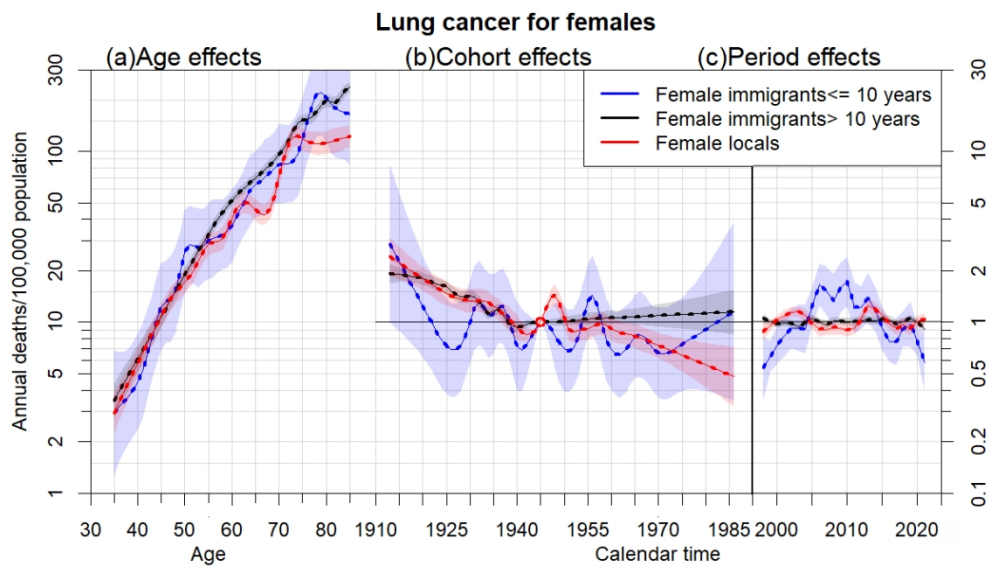 Lung cancer for females
(a)Age effects
(b)Cohort effects
(c)Period effects
Female immigrants<= 10 years
Female immigrants> 10 years
Female locals
Annual deaths/100,000 population
300
100
50
20
10
5
2
1
30
10
5
2
1
0.5
0.2
0.1
30 40 50 60 70 80 1910 1925 1940 1955 1970 1985 2000 2010 2020
Age
Calendar time